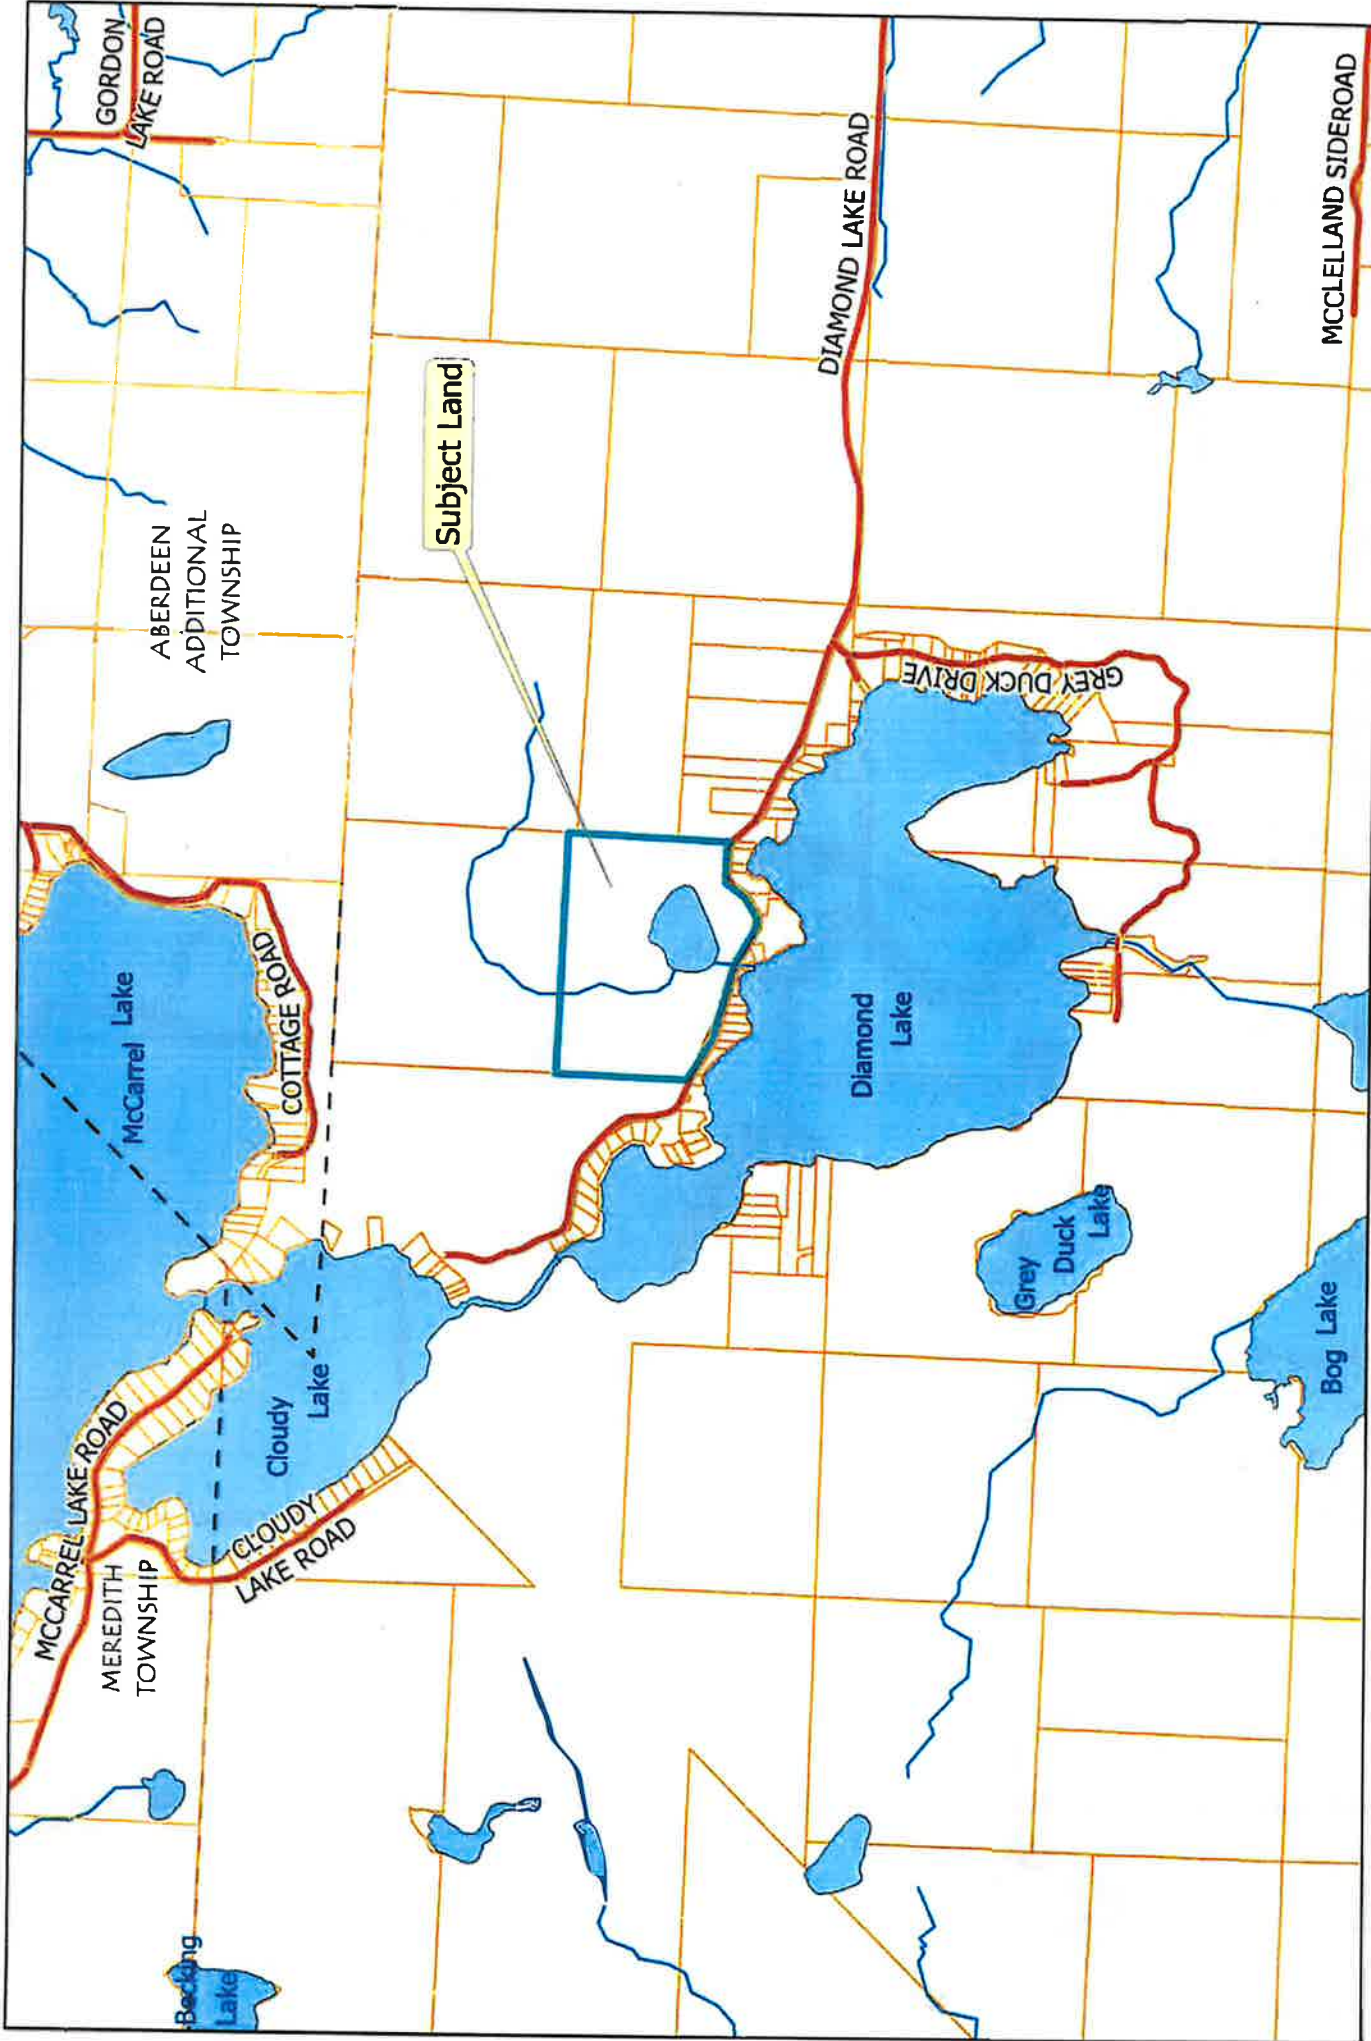 GORDON
LAKE ROAD
ABERDEEN
ADDITIONAL
TOWNSHIP
Subject Land
DIAMOND LAKE ROAD
MCCLELLAND SIDEROAD
GREY DUCK DRIVE
McCarrel Lake
COTTAGE ROAD
Diamond
Lake
Cloudy
Lake
Grey
Duck
Lake
Bog Lake
MCCARREL LAKE ROAD
CLOUDY
LAKE ROAD
MEREDITH
TOWNSHIP
Becking
Lake